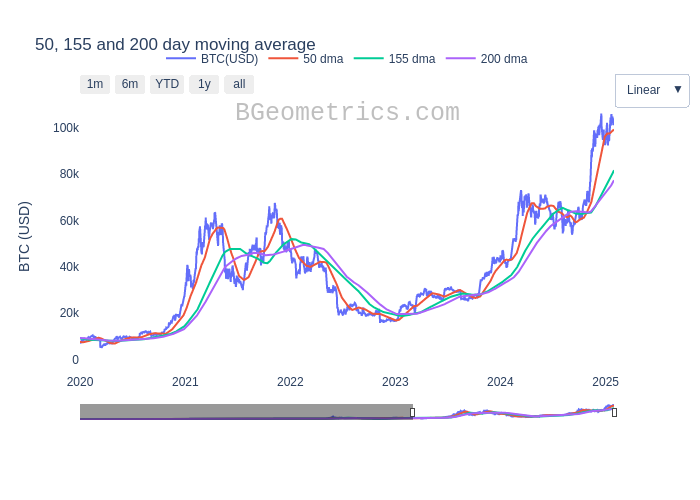 50, 155 and 200 day moving average
BTC(USD) 50 dma 155 dma 200 dma
1m 6m YTD 1y all
Linear ▼
BGeometrics.com
BTC (USD)
100k
80k
60k
40k
20k
0
2020 2021 2022 2023 2024 2025